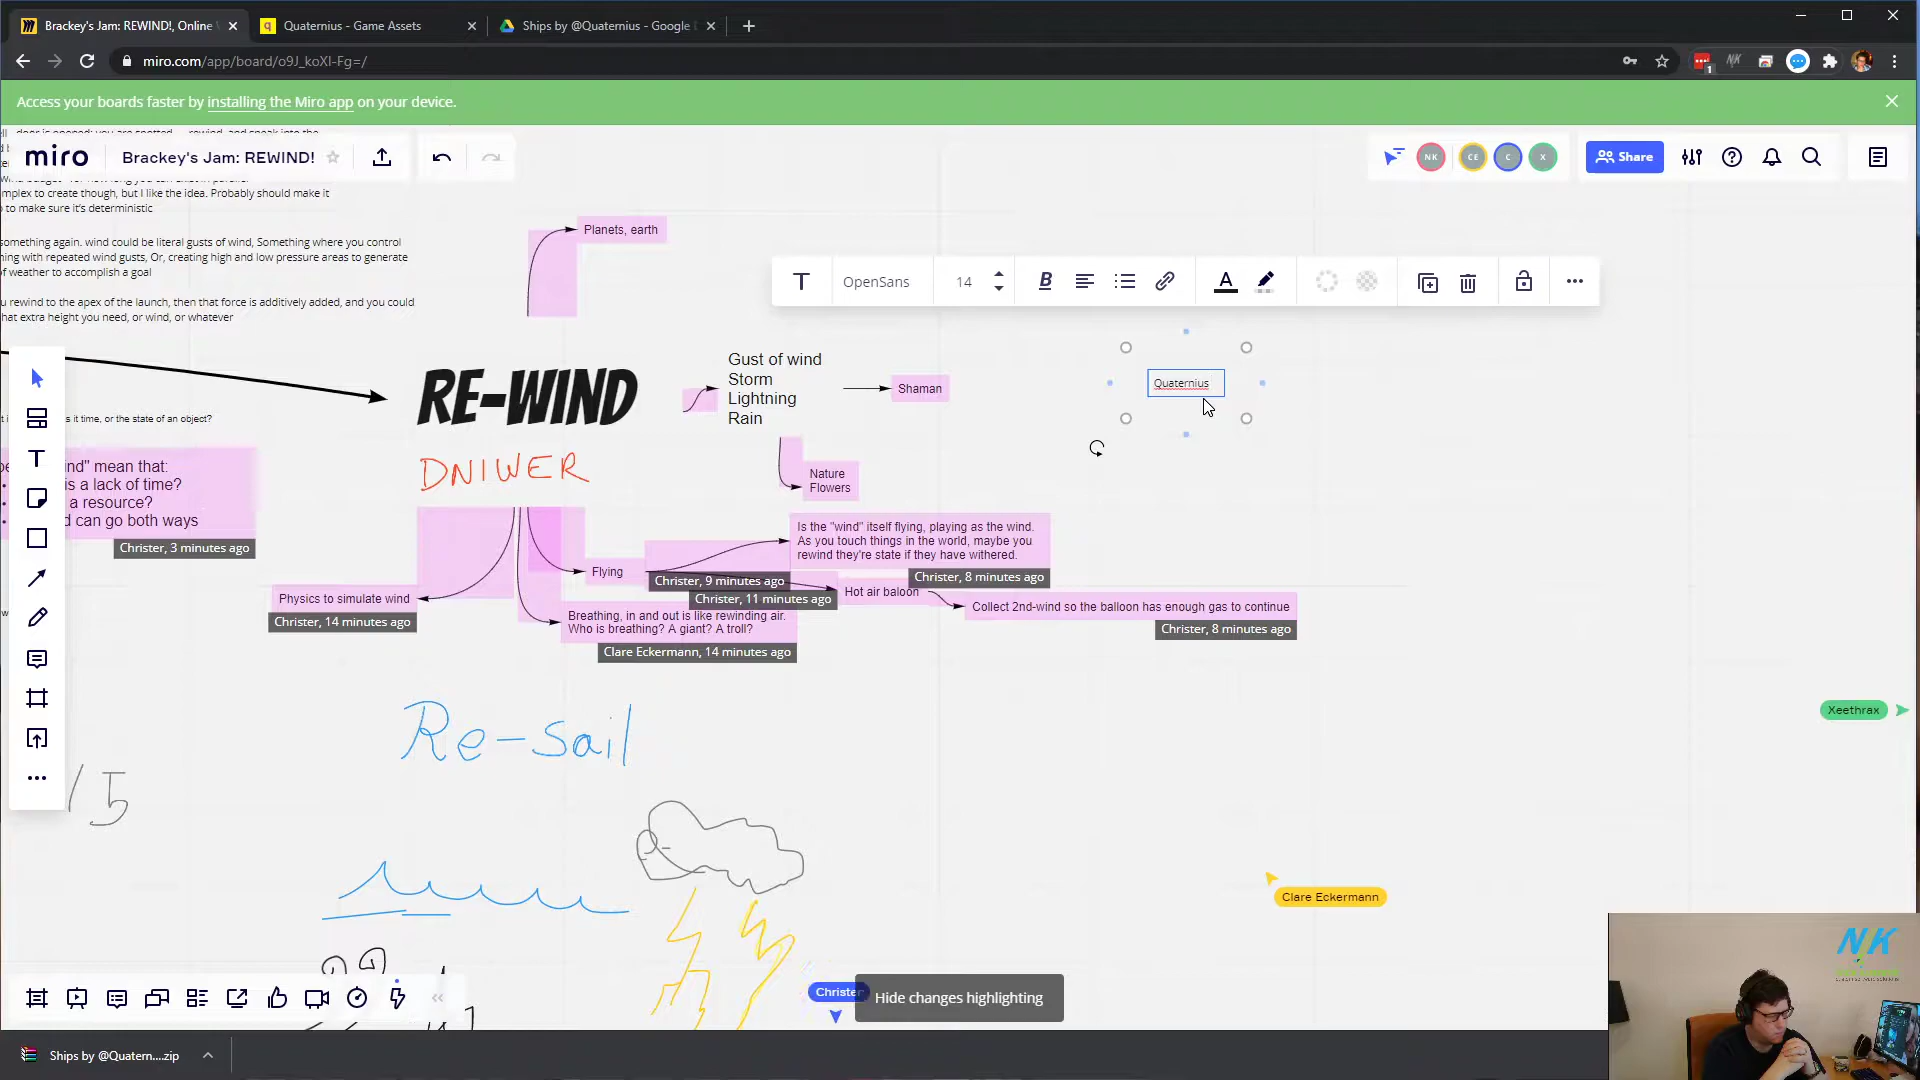 Brackey's Jam: REWIND!, Online
Quaternius - Game Assets
Ships by @Quaternius - Google
miro.com/app/board/o9J_koXI-Fg=/
Access your boards faster by installing the Miro app on your device.
miro
Brackey's Jam: REWIND!
NK
CE
C
X
Share
mplex to create though, but I like the idea. Probably should make it
to make sure it's deterministic
something again. wind could be literal gusts of wind, Something where you control
ning with repeated wind gusts, Or, creating high and low pressure areas to generate
of weather to accomplish a goal
u rewind to the apex of the launch, then that force is additively added, and you could
hat extra height you need, or wind, or whatever
Planets, earth
OpenSans
14
RE-WIND
DNIWER
Gust of wind
Storm
Lightning
Rain
Shaman
Quaternius
Nature
Flowers
s it time, or the state of an object?
ind" mean that:
is a lack of time?
a resource?
d can go both ways
Christer, 3 minutes ago
Is the "wind" itself flying, playing as the wind.
As you touch things in the world, maybe you
rewind they're state if they have withered.
Christer, 8 minutes ago
Flying
Christer, 9 minutes ago
Christer, 11 minutes ago
Hot air baloon
Collect 2nd-wind so the balloon has enough gas to continue
Christer, 8 minutes ago
Physics to simulate wind
Christer, 14 minutes ago
Breathing, in and out is like rewinding air.
Who is breathing? A giant? A troll?
Clare Eckermann, 14 minutes ago
Re-sail
15
Xeethrax
Clare Eckermann
Christer
Hide changes highlighting
NK
Ships by @Quatern....zip